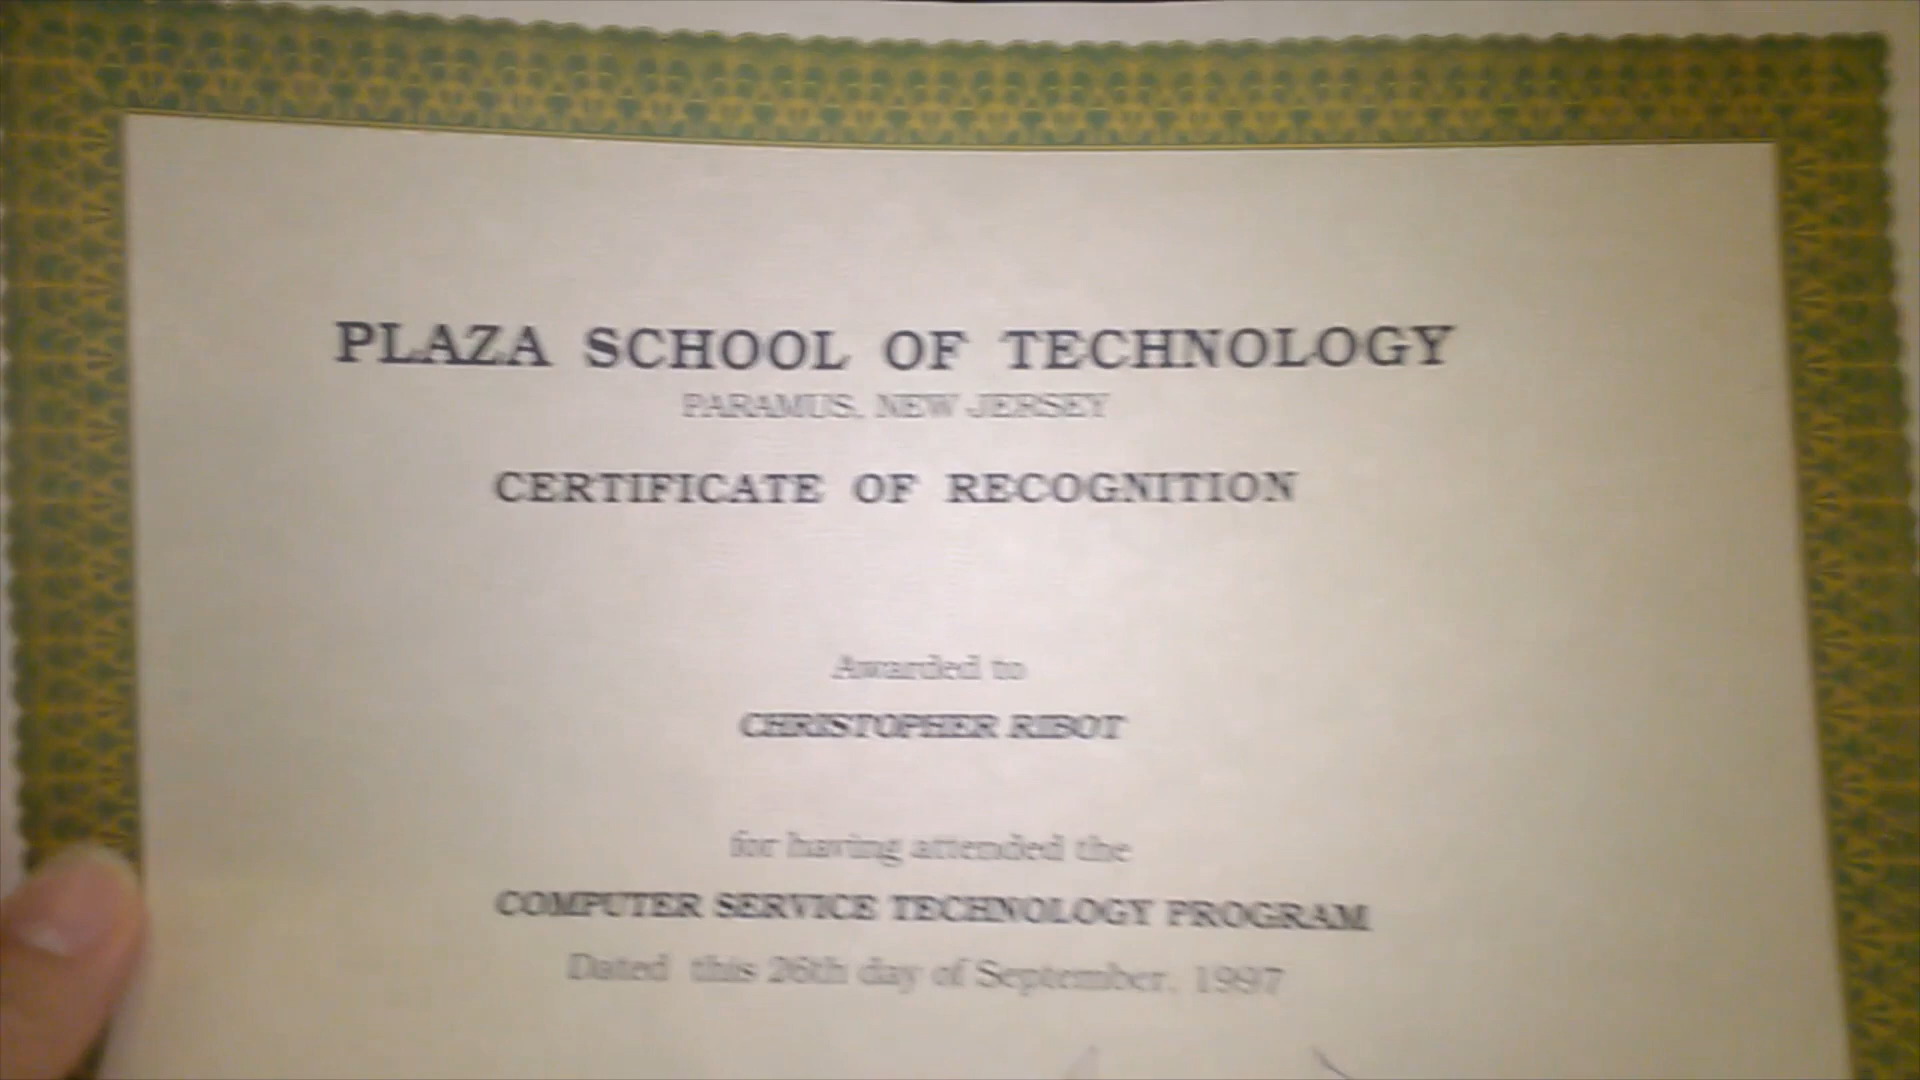 PLAZA SCHOOL OF TECHNOLOGY
PARAMUS, NEW JERSEY
CERTIFICATE OF RECOGNITION
Awarded to
CHRISTOPHER RIBOT
for having attended the
COMPUTER SERVICE TECHNOLOGY PROGRAM
Dated this 26th day of September, 1997